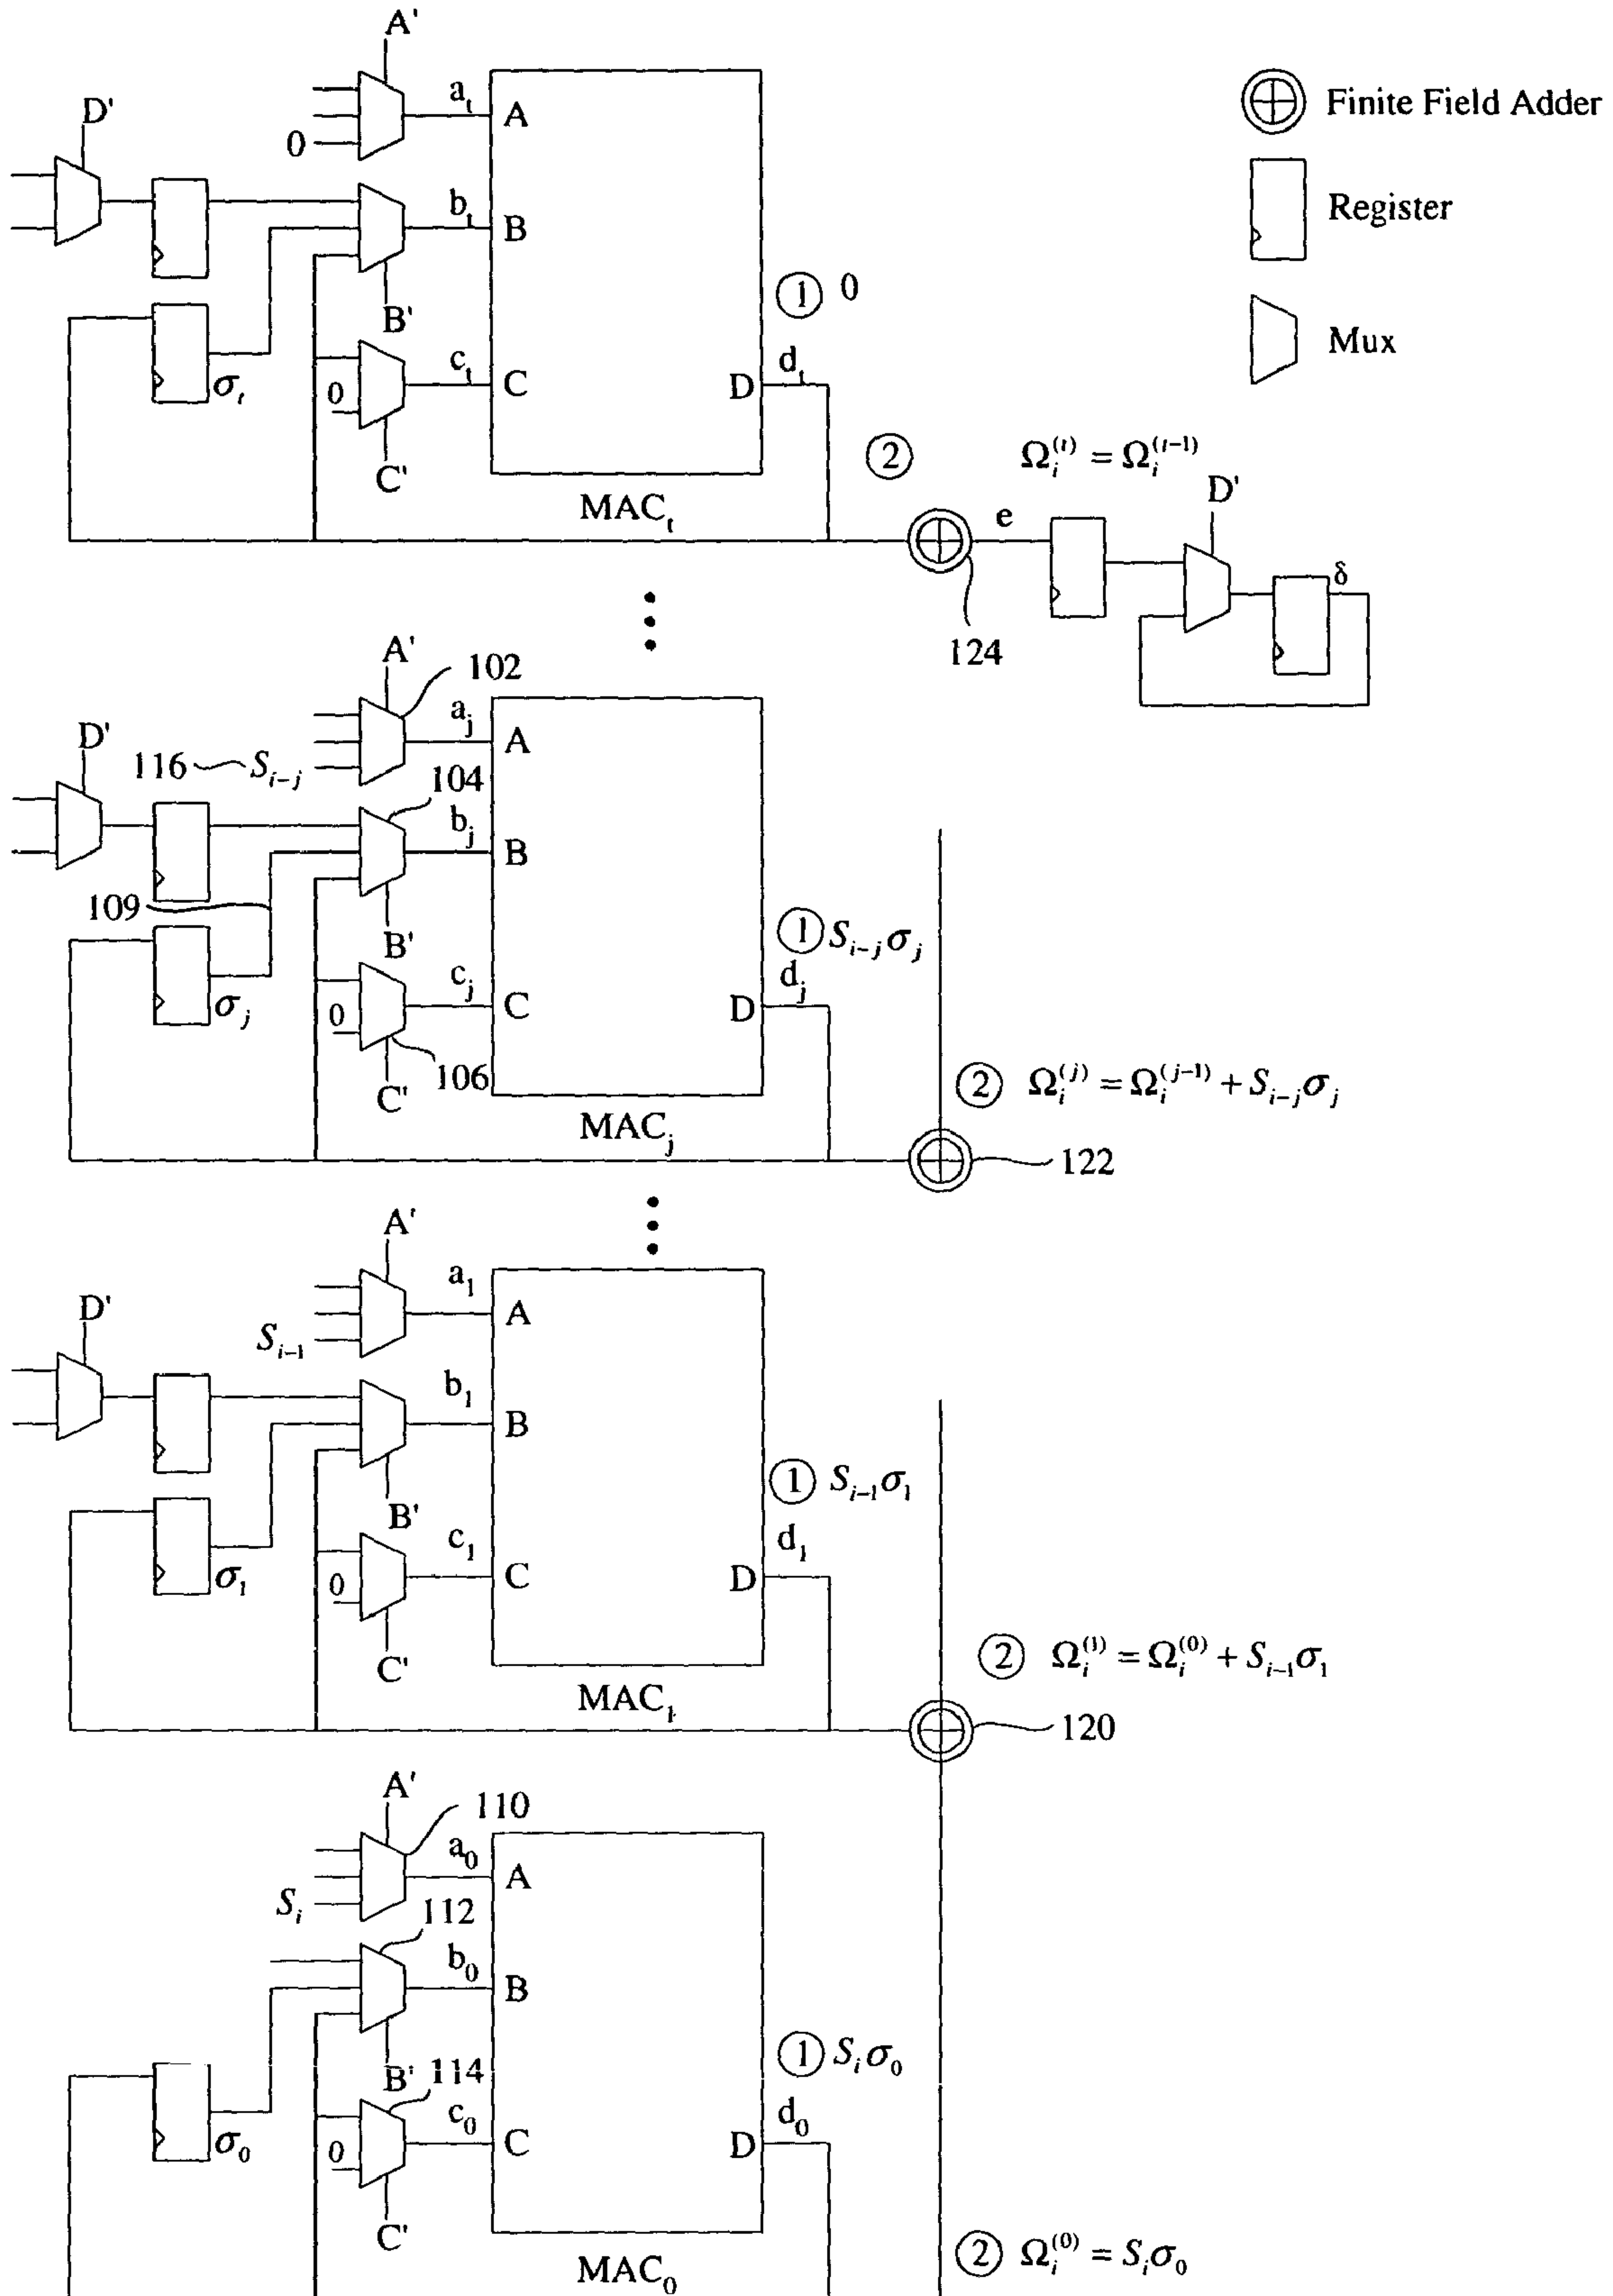 A'
Finite Field Adder
D'
a_t
A
0
Register
b_t
B
① 0
B'
Mux
c_t
C
D
d_t
σ_t
0
C'
②
Ω_i^(t) = Ω_i^(t-1)
MAC_t
D'
e
δ
124
A'
102
a_j
A
D'
116
S_{i-j}
104
b_j
B
109
① S_{i-j}σ_j
B'
c_j
C
D
d_j
σ_j
0
106
C'
② Ω_i^(j) = Ω_i^(j-1) + S_{i-j}σ_j
MAC_j
122
A'
a_1
A
D'
S_{i-1}
b_1
B
① S_{i-1}σ_1
B'
c_1
C
D
d_1
σ_1
0
C'
② Ω_i^(1) = Ω_i^(0) + S_{i-1}σ_1
MAC_1
120
A'
110
a_0
A
S_i
112
b_0
B
① S_iσ_0
B'
114
c_0
C
D
d_0
σ_0
0
C'
② Ω_i^(0) = S_iσ_0
MAC_0